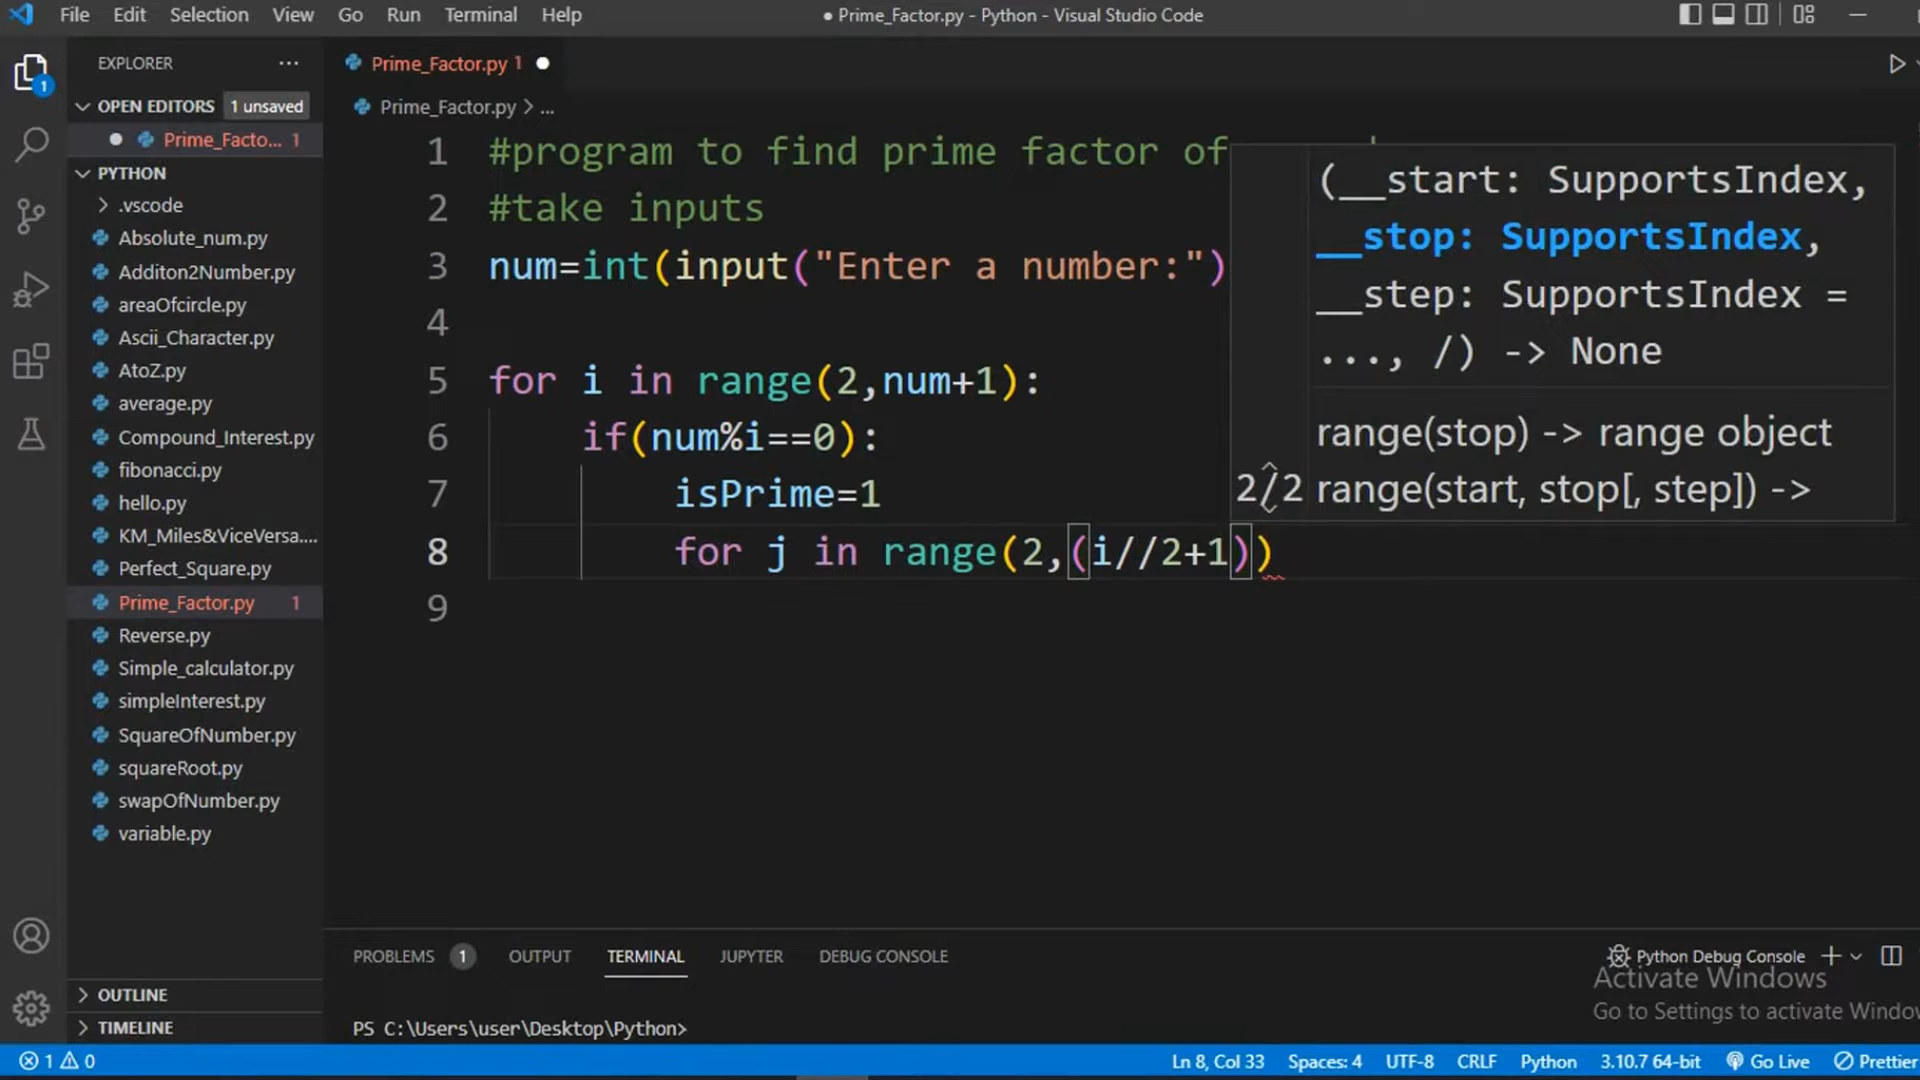 File Edit Selection View Go Run Terminal Help
Prime_Factor.py - Python - Visual Studio Code
EXPLORER
OPEN EDITORS 1 unsaved
Prime_Facto... 1
PYTHON
.vscode
Absolute_num.py
Additon2Number.py
areaOfcircle.py
Ascii_Character.py
AtoZ.py
average.py
Compound_Interest.py
fibonacci.py
hello.py
KM_Miles&ViceVersa....
Perfect_Square.py
Prime_Factor.py 1
Reverse.py
Simple_calculator.py
simpleInterest.py
SquareOfNumber.py
squareRoot.py
swapOfNumber.py
variable.py
OUTLINE
TIMELINE
1
Prime_Factor.py 1
Prime_Factor.py > ...
1 #program to find prime factor of
2 #take inputs
3 num=int(input("Enter a number:")
4
5 for i in range(2,num+1):
6 if(num%i==0):
7 isPrime=1
8 for j in range(2,(i//2+1))
9
(__start: SupportsIndex,
__stop: SupportsIndex,
__step: SupportsIndex =
..., /) -> None
range(stop) -> range object
2/2 range(start, stop[, step]) ->
PROBLEMS 1 OUTPUT TERMINAL JUPYTER DEBUG CONSOLE
Python Debug Console
PS C:\Users\user\Desktop\Python>
Activate Windows
Go to Settings to activate Windo
1 0
Ln 8, Col 33 Spaces: 4 UTF-8 CRLF Python 3.10.7 64-bit Go Live Prettier